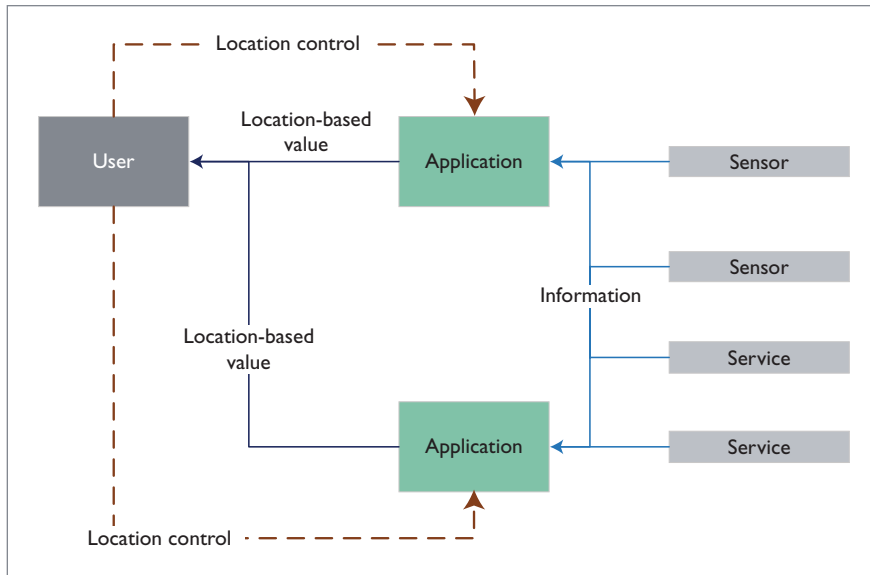 Location control
Location-based
value
User
Application
Sensor
Sensor
Information
Location-based
value
Service
Application
Service
Location control